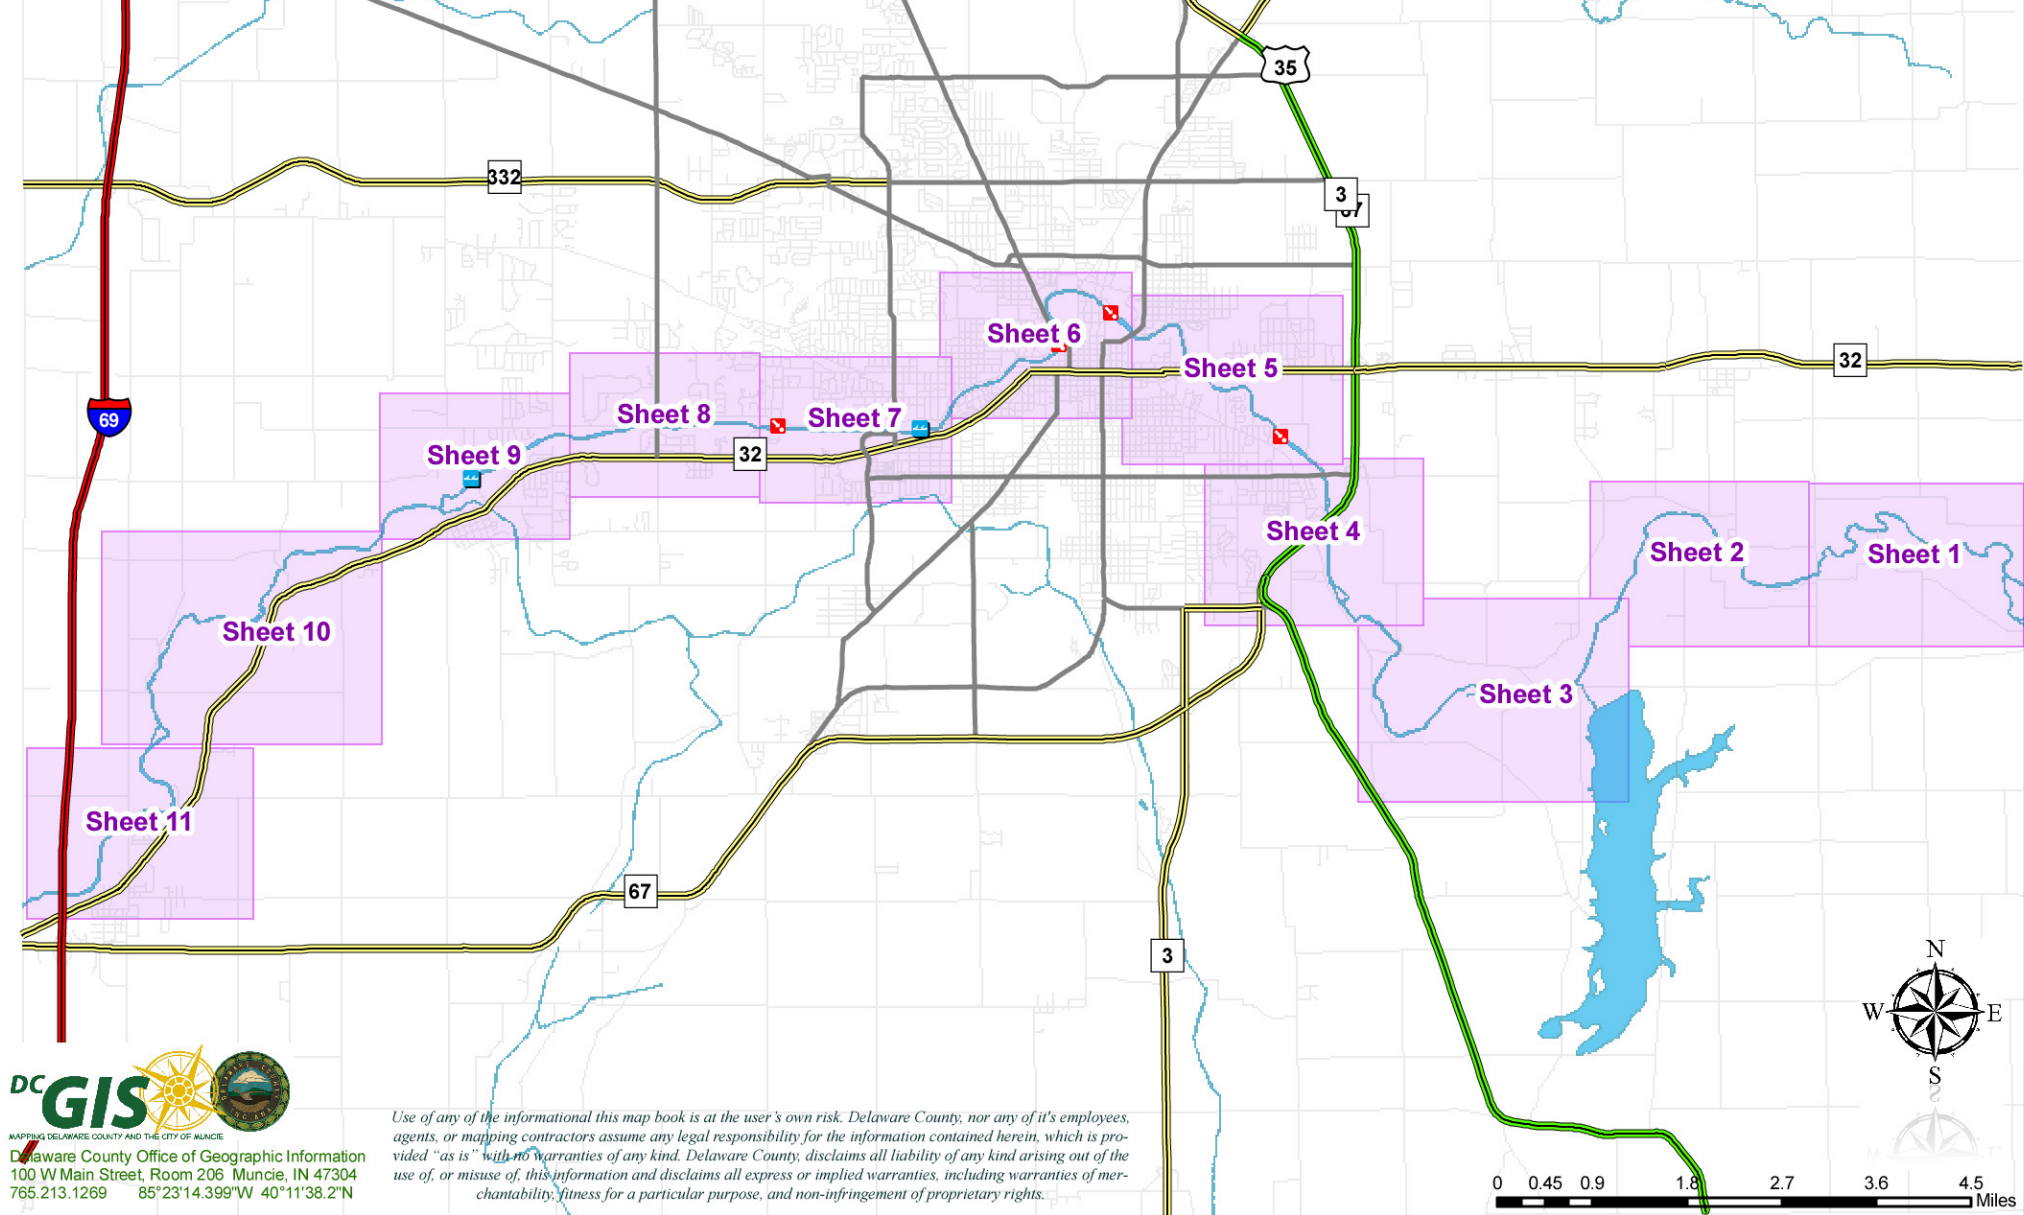 35
332
3
67
Sheet 6
32
Sheet 5
Sheet 8
Sheet 7
69
Sheet 9
32
Sheet 4
Sheet 2
Sheet 1
Sheet 10
Sheet 3
Sheet 11
67
3
N
W
E
S
S
DCGIS
MAPPING DELAWARE COUNTY AND THE CITY OF MUNCIE
Delaware County Office of Geographic Information
100 W Main Street, Room 206 Muncie, IN 47304
765.213.1269 85°23'14.399"W 40°11'38.2"N
Use of any of the informational this map book is at the user's own risk. Delaware County, nor any of it's employees,
agents, or mapping contractors assume any legal responsibility for the information contained herein, which is pro-
vided “as is” with no warranties of any kind. Delaware County, disclaims all liability of any kind arising out of the
use of, or misuse of, this information and disclaims all express or implied warranties, including warranties of mer-
chantability, fitness for a particular purpose, and non-infringement of proprietary rights.
0 0.45 0.9 1.8 2.7 3.6 4.5
Miles